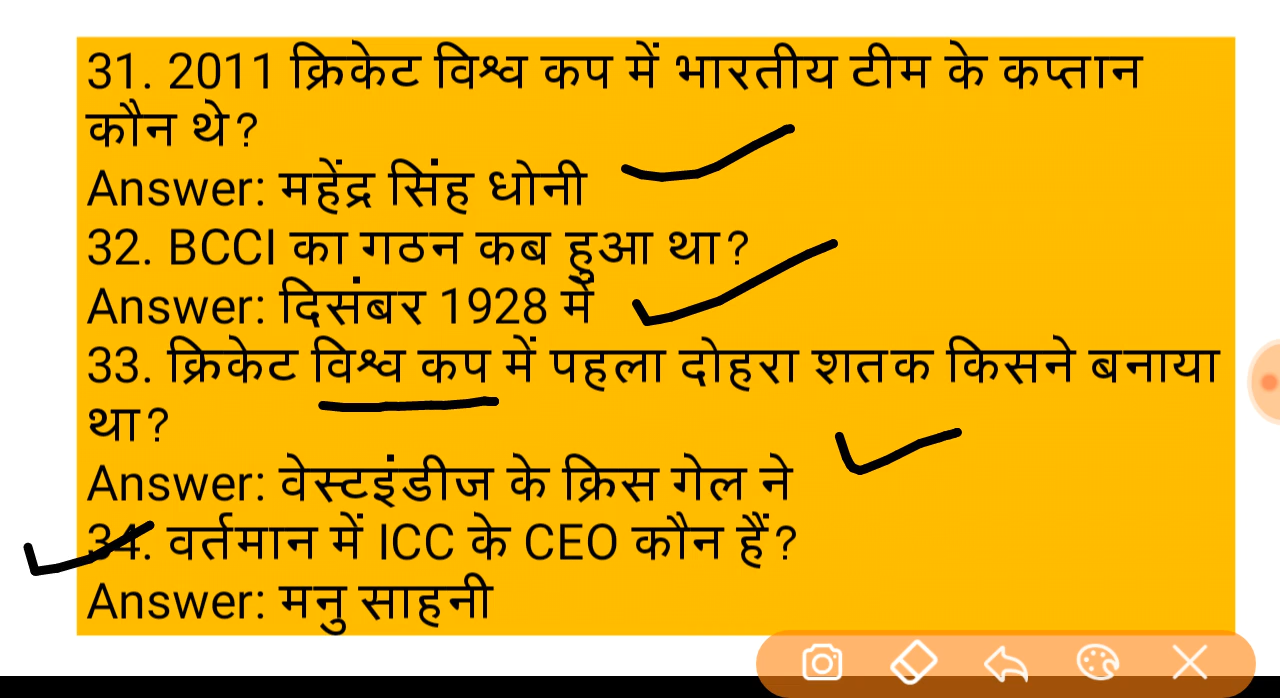 31. 2011 क्रिकेट विश्व कप में भारतीय टीम के कप्तान
कौन थे?
Answer: महेंद्र सिंह धोनी
32. BCCI का गठन कब हुआ था?
Answer: दिसंबर 1928 में
33. क्रिकेट विश्व कप में पहला दोहरा शतक किसने बनाया
था?
Answer: वेस्टइंडीज के क्रिस गेल ने
34. वर्तमान में ICC के CEO कौन हैं?
Answer: मनु साहनी